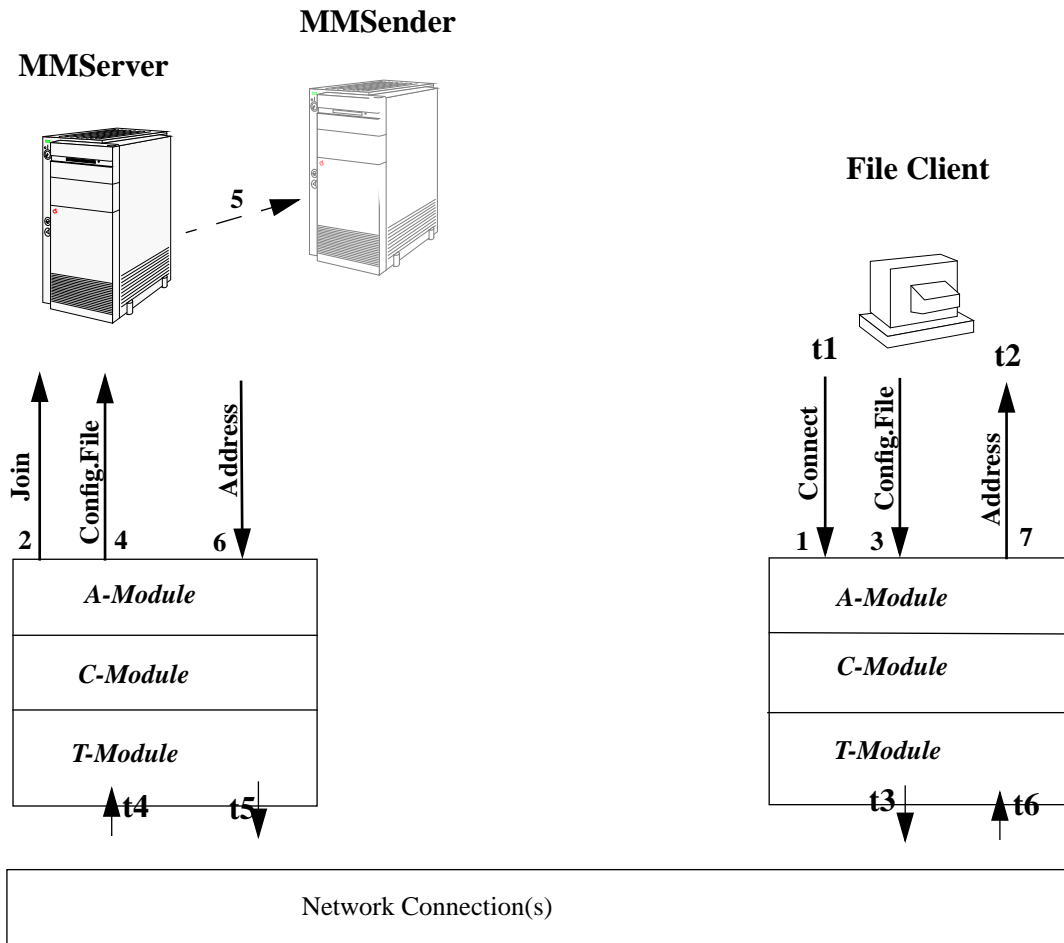 MMSender
MMServer
File Client
5
t1
t2
Join
Config.File
Address
Connect
Config.File
Address
2
4
6
1
3
7
A-Module
A-Module
C-Module
C-Module
T-Module
T-Module
t4
t5
t3
t6
Network Connection(s)